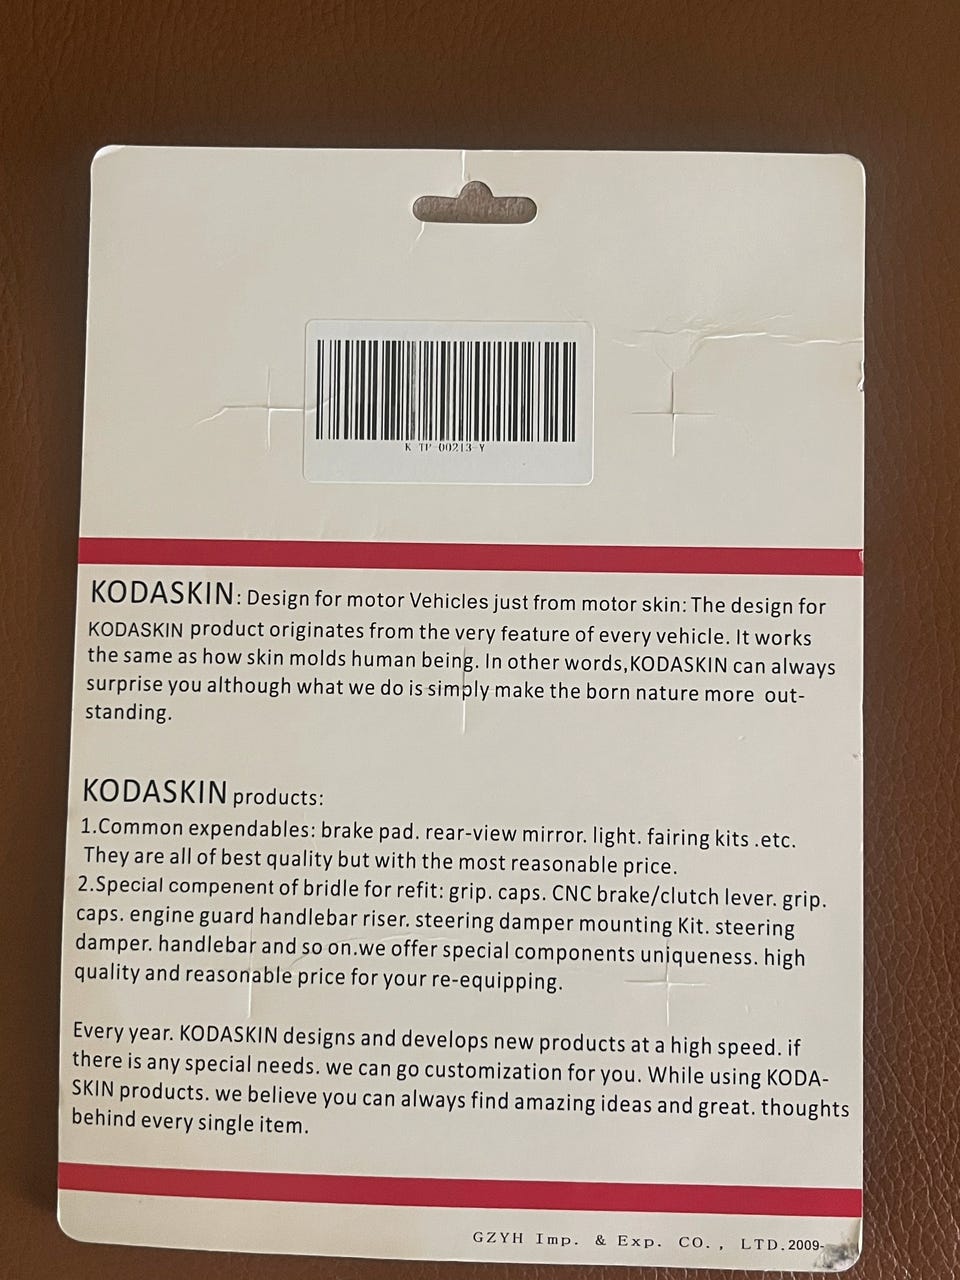 K TP 00213 Y
KODASKIN: Design for motor Vehicles just from motor skin: The design for
KODASKIN product originates from the very feature of every vehicle. It works
the same as how skin molds human being. In other words,KODASKIN can always
surprise you although what we do is simply make the born nature more out-
standing.
KODASKIN products:
1.Common expendables: brake pad. rear-view mirror. light. fairing kits .etc.
They are all of best quality but with the most reasonable price.
2.Special compenent of bridle for refit: grip. caps. CNC brake/clutch lever. grip.
caps. engine guard handlebar riser. steering damper mounting Kit. steering
damper. handlebar and so on.we offer special components uniqueness. high
quality and reasonable price for your re-equipping.
Every year. KODASKIN designs and develops new products at a high speed. if
there is any special needs. we can go customization for you. While using KODA-
SKIN products. we believe you can always find amazing ideas and great. thoughts
behind every single item.
GZYH Imp. & Exp. CO., LTD.2009-